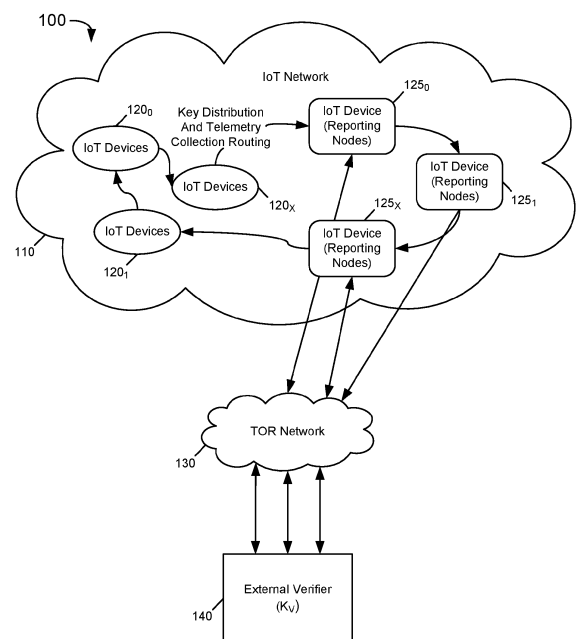 100
IoT Network
120₀
IoT Devices
Key Distribution
And Telemetry
Collection Routing
IoT Devices
120ₓ
125₀
IoT Device
(Reporting
Nodes)
IoT Device
(Reporting
Nodes)
125₁
125ₓ
IoT Device
(Reporting
Nodes)
IoT Devices
120₁
110
TOR Network
130
External Verifier
(Kᵥ)
140